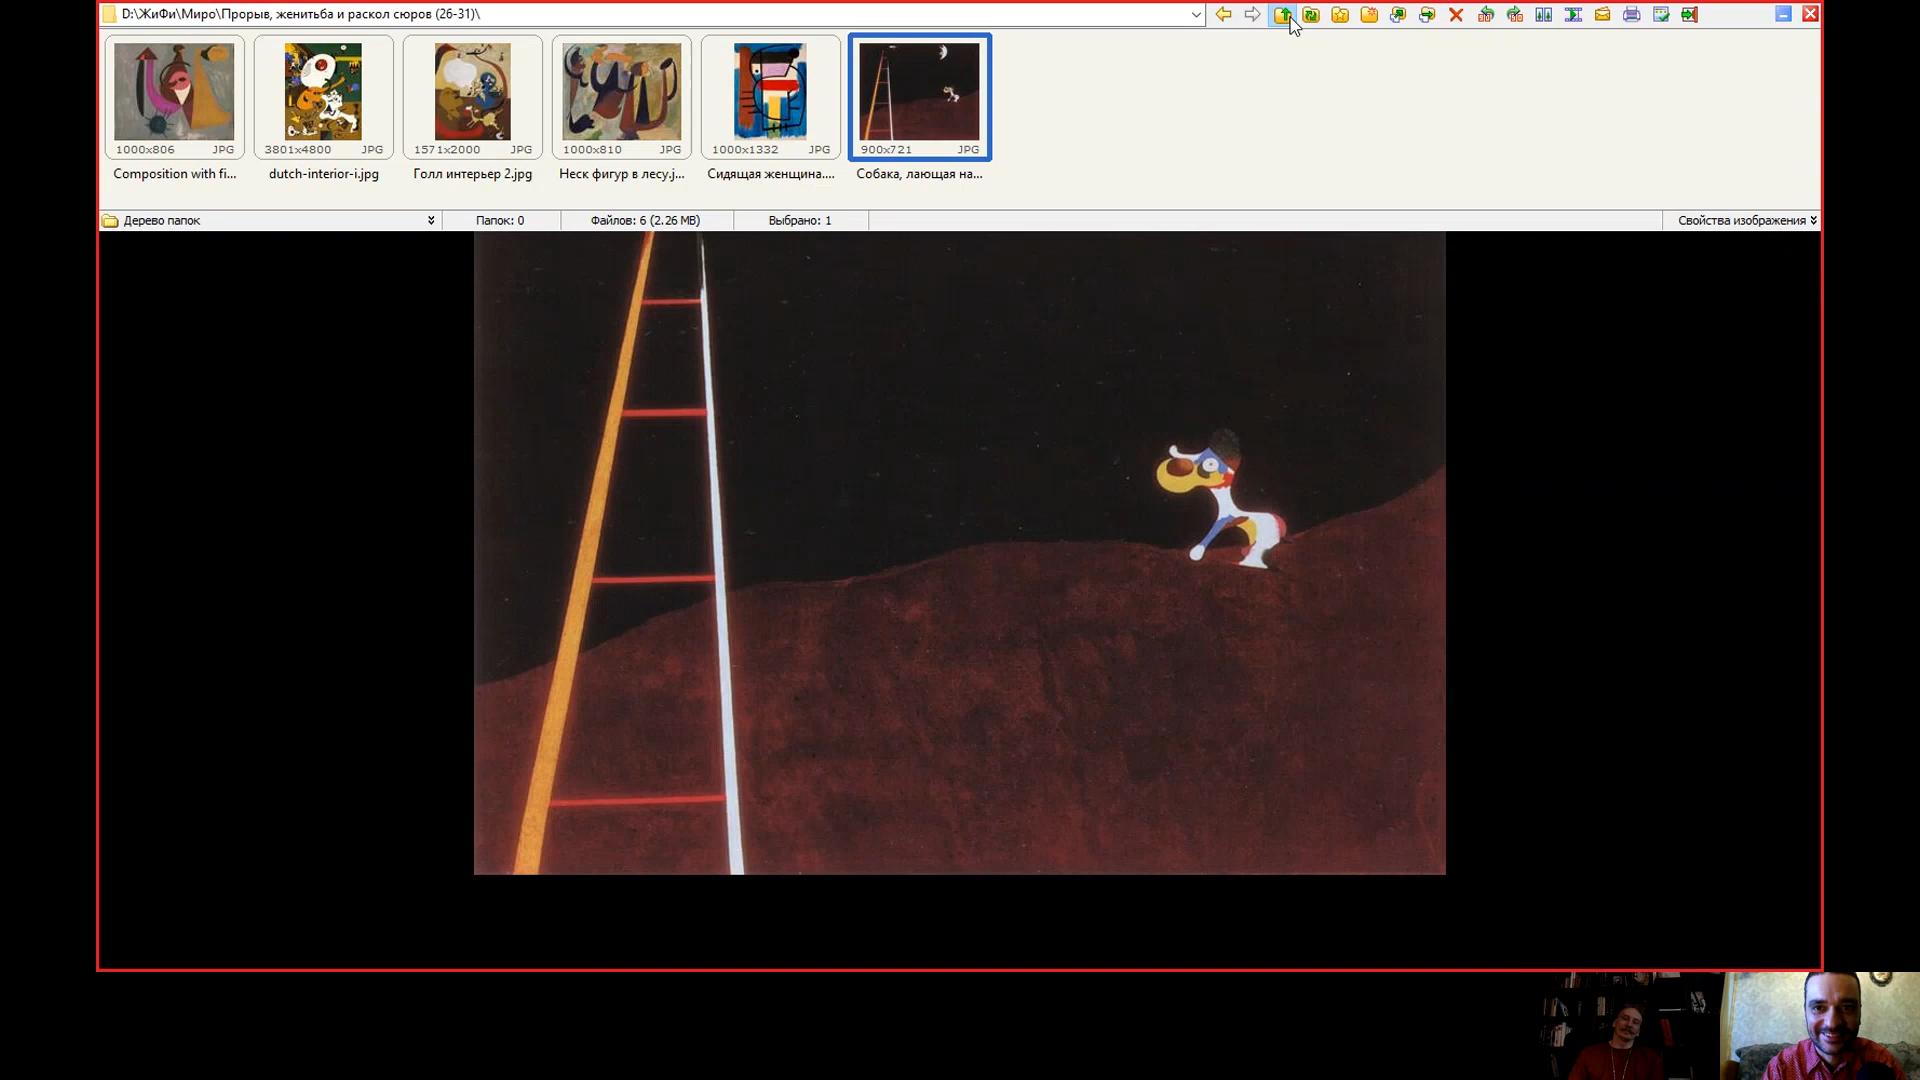 D:\ЖиФи\Миро\Прорыв, женитьба и раскол сюров (26-31)\
1000x806 JPG
3801x4800 JPG
1571x2000 JPG
1000x810 JPG
1000x1332 JPG
900x721 JPG
Composition with fi...
dutch-interior-i.jpg
Голл интерьер 2.jpg
Неск фигур в лесу.j...
Сидящая женщина....
Собака, лающая на...
Дерево папок
Папок: 0
Файлов: 6 (2.26 MB)
Выбрано: 1
Свойства изображения